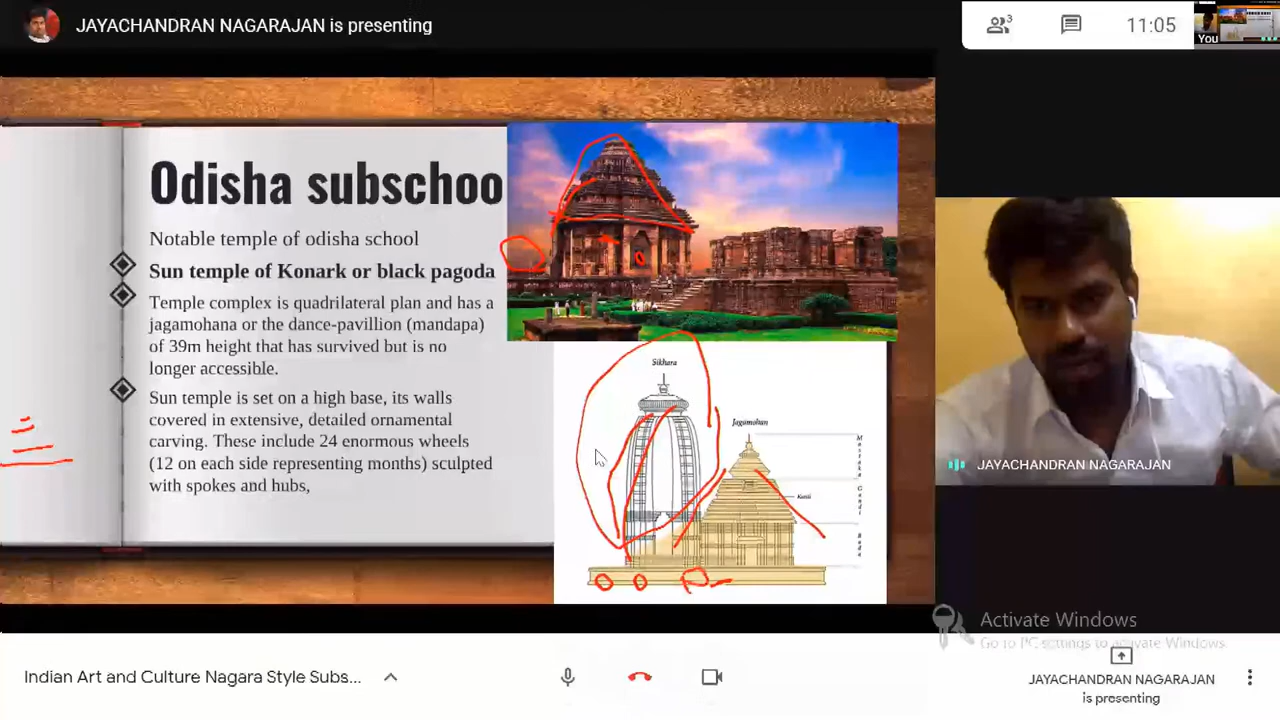 JAYACHANDRAN NAGARAJAN is presenting
3
11:05
You
Odisha subschoo
Notable temple of odisha school
Sun temple of Konark or black pagoda
Temple complex is quadrilateral plan and has a
jagamohana or the dance-pavillion (mandapa)
of 39m height that has survived but is no
longer accessible.
Sun temple is set on a high base, its walls
covered in extensive, detailed ornamental
carving. These include 24 enormous wheels
(12 on each side representing months) sculpted
with spokes and hubs,
Sikhara
Jagamohan
Mastaka
Kanti
Gandi
Bada
JAYACHANDRAN NAGARAJAN
Activate Windows
Go to PC settings to activate Windows.
Indian Art and Culture Nagara Style Subs...
JAYACHANDRAN NAGARAJAN
is presenting